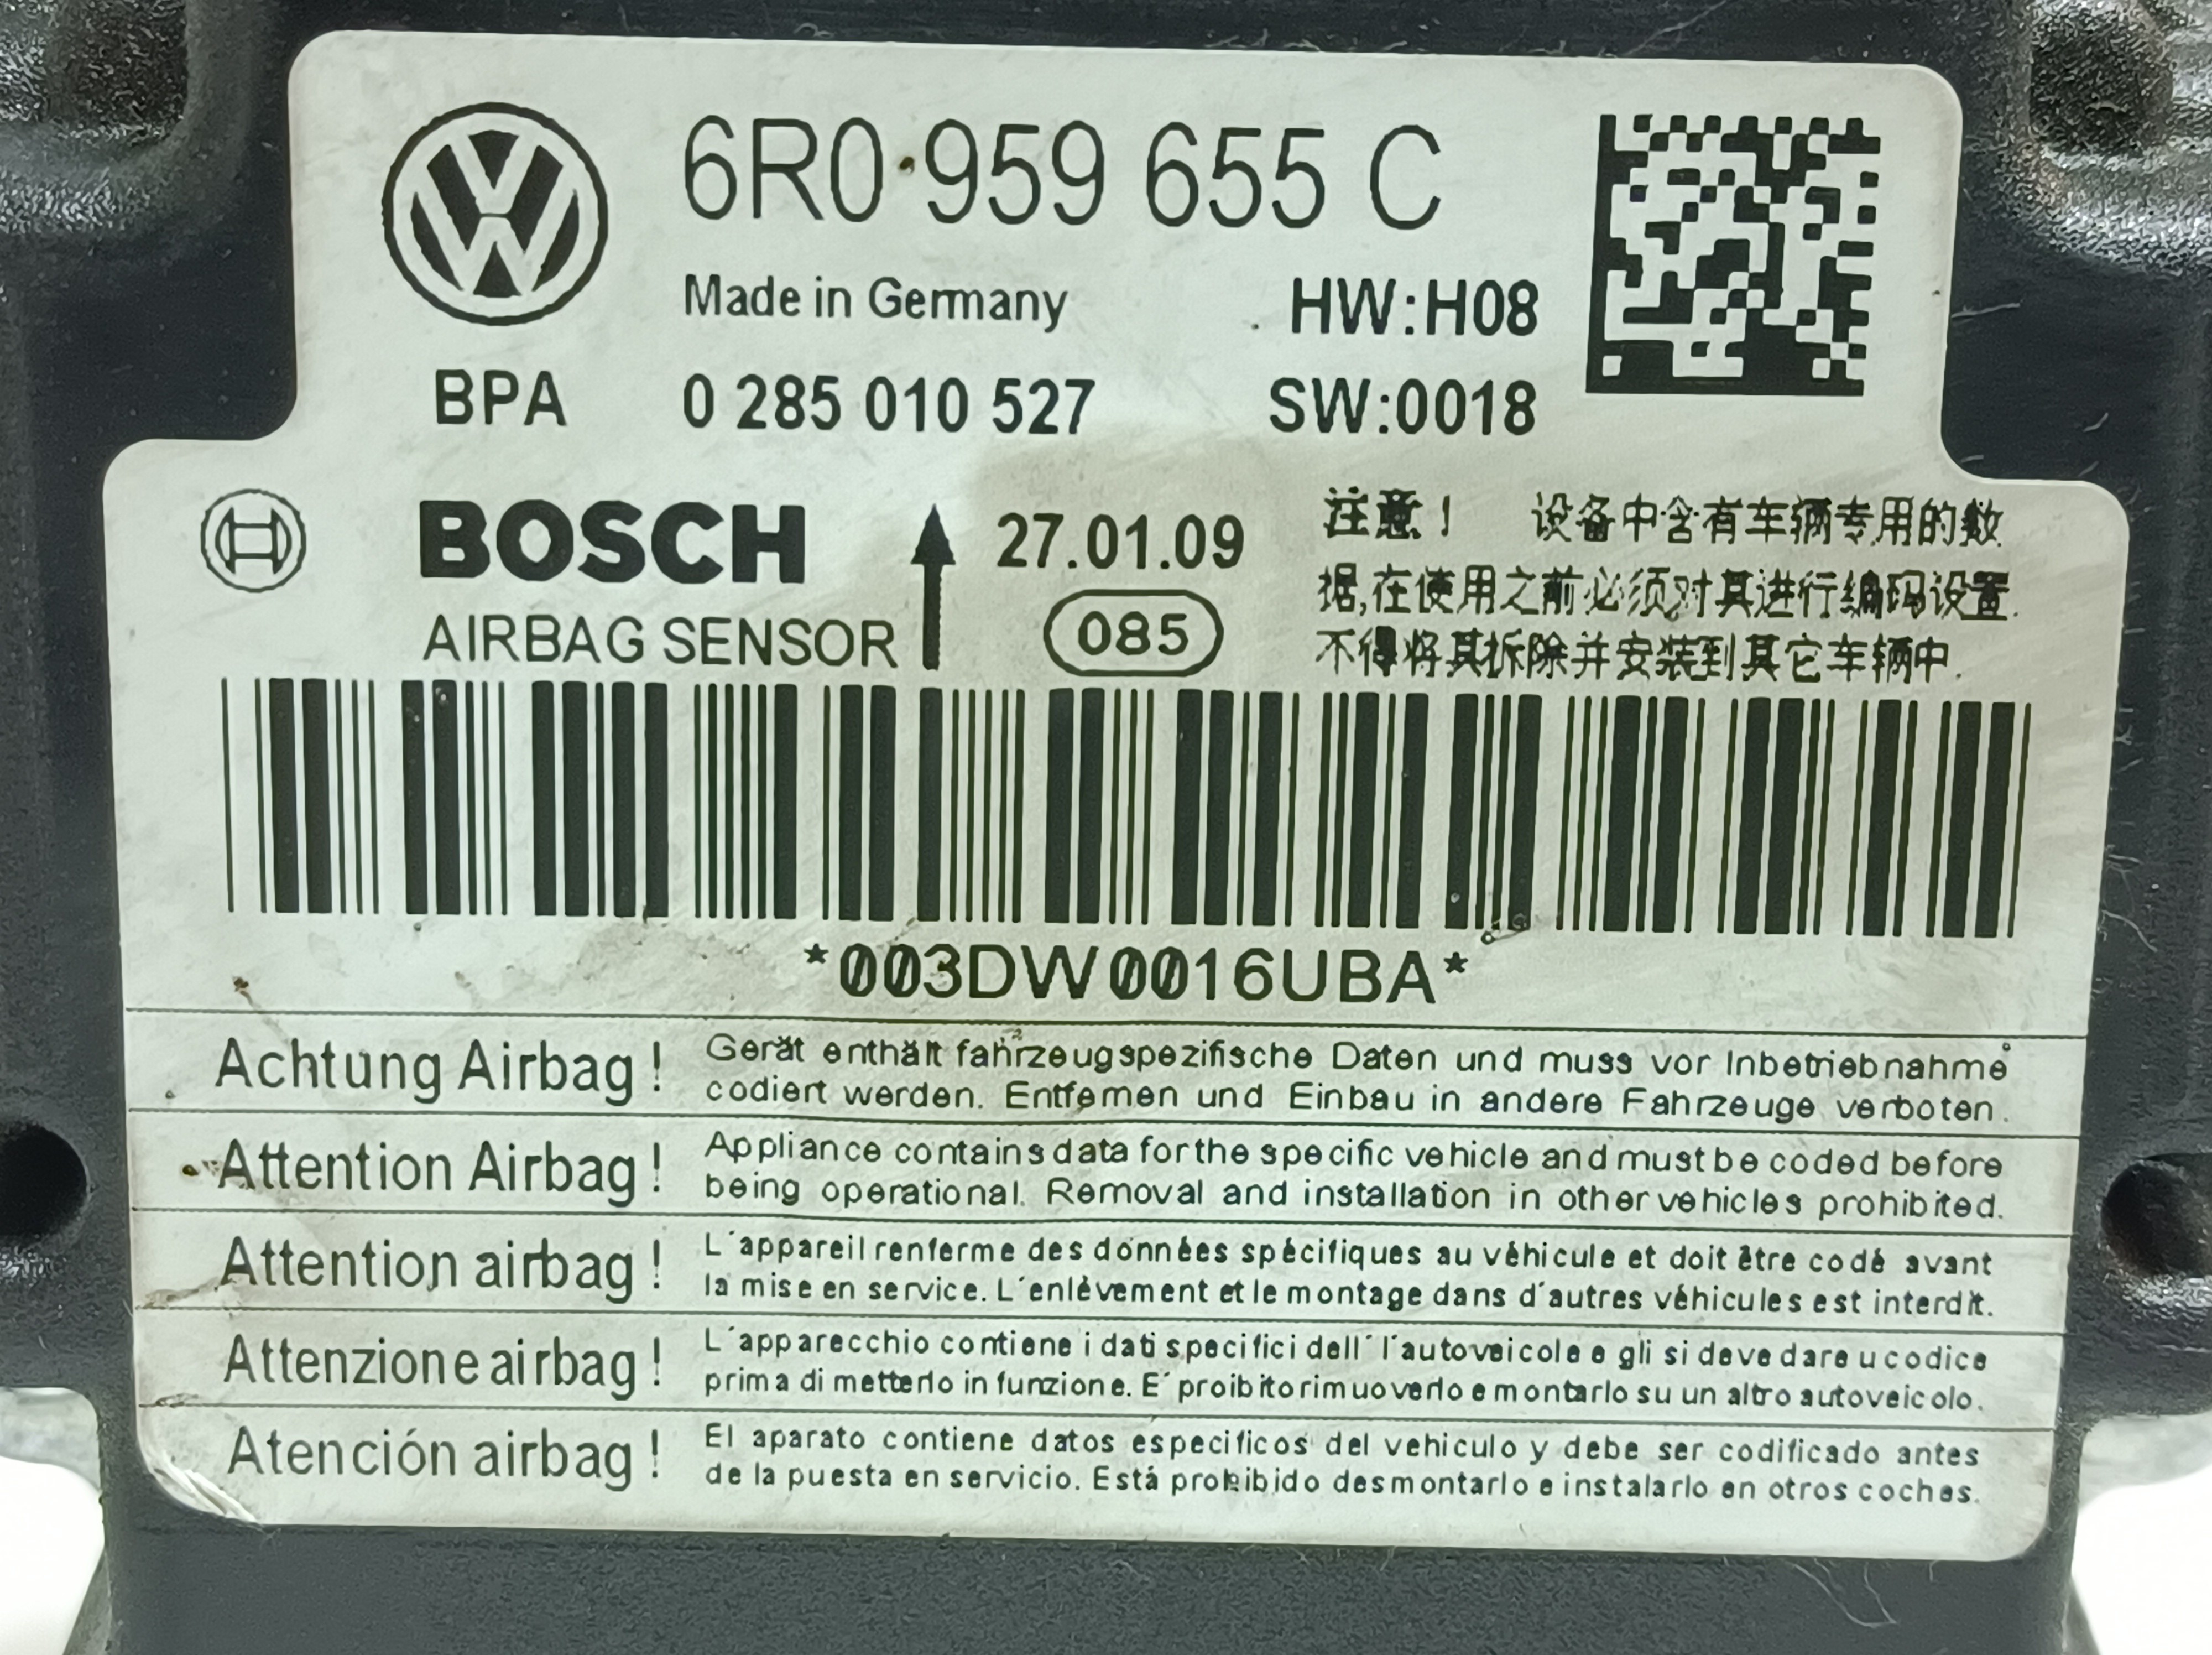 6R0 959 655 C
Made in Germany
HW:H08
BPA 0 285 010 527
SW:0018
BOSCH
AIRBAG SENSOR
27.01.09
085
注意！ 设备中含有车辆专用的数
据,在使用之前必须对其进行编码设置.
不得将其拆除并安装到其它车辆中.
*003DW0016UBA*
Achtung Airbag!
Gerät enthält fahrzeugspezifische Daten und muss vor Inbetriebnahme
codiert werden. Entfernen und Einbau in andere Fahrzeuge verboten.
Attention Airbag!
Appliance contains data for the specific vehicle and must be coded before
being operational. Removal and installation in other vehicles prohibited.
Attention airbag!
L´appareil renferme des données spécifiques au véhicule et doit être codé avant
la mise en service. L´enlèvement et le montage dans d´autres véhicules est interdit.
Attenzione airbag!
L´apparecchio contiene i dati specifici dell´ l´autoveicolo e gli si deve dare u codice
prima di metterlo in funzione. E´ proibito rimuoverlo e montarlo su un altro autoveicolo.
Atención airbag!
El aparato contiene datos especificos del vehiculo y debe ser codificado antes
de la puesta en servicio. Está prohibido desmontarlo e instalarlo en otros coches.